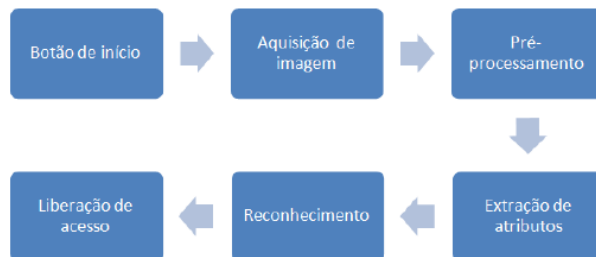 Botão de início
Aquisição de
imagem
Pré-
processamento
Extração de
atributos
Reconhecimento
Liberação de
acesso